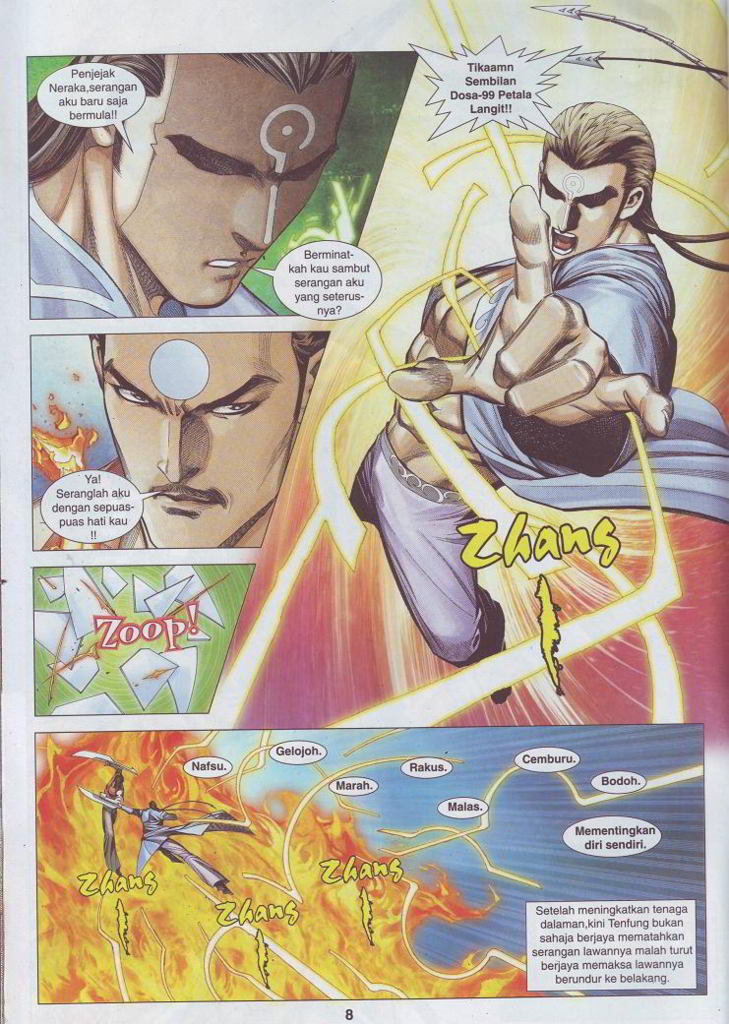 Penjejak
Neraka,serangan
aku baru saja
bermula!!
Berminat-
kah kau sambut
serangan aku
yang seterus-
nya?
Tikaamn
Sembilan
Dosa-99 Petala
Langit!!
Ya!
Seranglah aku
dengan sepuas-
puas hati kau
!!
Zhang
!
Zoop!
Nafsu.
Gelojoh.
Marah.
Rakus.
Malas.
Cemburu.
Bodoh.
Mementingkan
diri sendiri.
Zhang
!
Zhang
!
Zhang
!
Setelah meningkatkan tenaga
dalaman,kini Tenfung bukan
sahaja berjaya mematahkan
serangan lawannya malah turut
berjaya memaksa lawannya
berundur ke belakang.
8